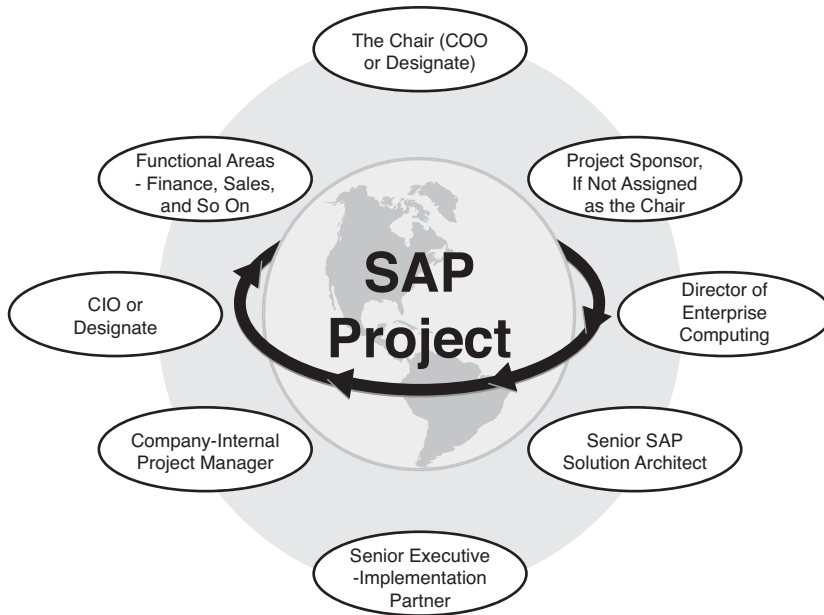 The Chair (COO
or Designate)
Functional Areas
- Finance, Sales,
and So On
Project Sponsor,
If Not Assigned
as the Chair
SAP
Project
CIO or
Designate
Director of
Enterprise
Computing
Company-Internal
Project Manager
Senior SAP
Solution Architect
Senior Executive
-Implementation
Partner